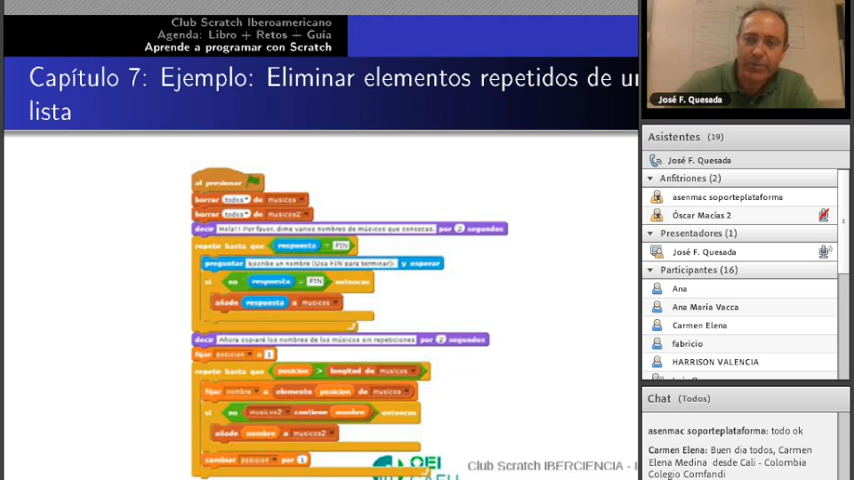 Club Scratch Iberoamericano
Agenda: Libro + Retos + Guía
Aprende a programar con Scratch
Capítulo 7: Ejemplo: Eliminar elementos repetidos de un
lista
al presionar
borrar todos de musicos
borrar todos de musicos2
decir Hola!! Por favor, dime varios nombres de músicos que conozcas. por 2 segundos
repetir hasta que respuesta = FIN
preguntar Escribe un nombre (Usa FIN para terminar): y esperar
si no respuesta = FIN entonces
añade respuesta a musicos
decir Ahora copiaré los nombres de los músicos sin repeticiones por 2 segundos
fijar posicion a 1
repetir hasta que posicion > longitud de musicos
fijar nombre a elemento posicion de musicos
si no musicos2 contiene nombre entonces
añade nombre a musicos2
cambiar posicion por 1
OEI
CAEU
Club Scratch IBERCIENCIA - I
José F. Quesada
Asistentes (19)
José F. Quesada
Anfitriones (2)
asenmac soporteplataforma
Óscar Macías 2
Presentadores (1)
José F. Quesada
Participantes (16)
Ana
Ana María Vacca
Carmen Elena
fabricio
HARRISON VALENCIA
Chat (Todos)
asenmac soporteplataforma: todo ok
Carmen Elena: Buen dia todos, Carmen
Elena Medina desde Cali - Colombia
Colegio Comfandi